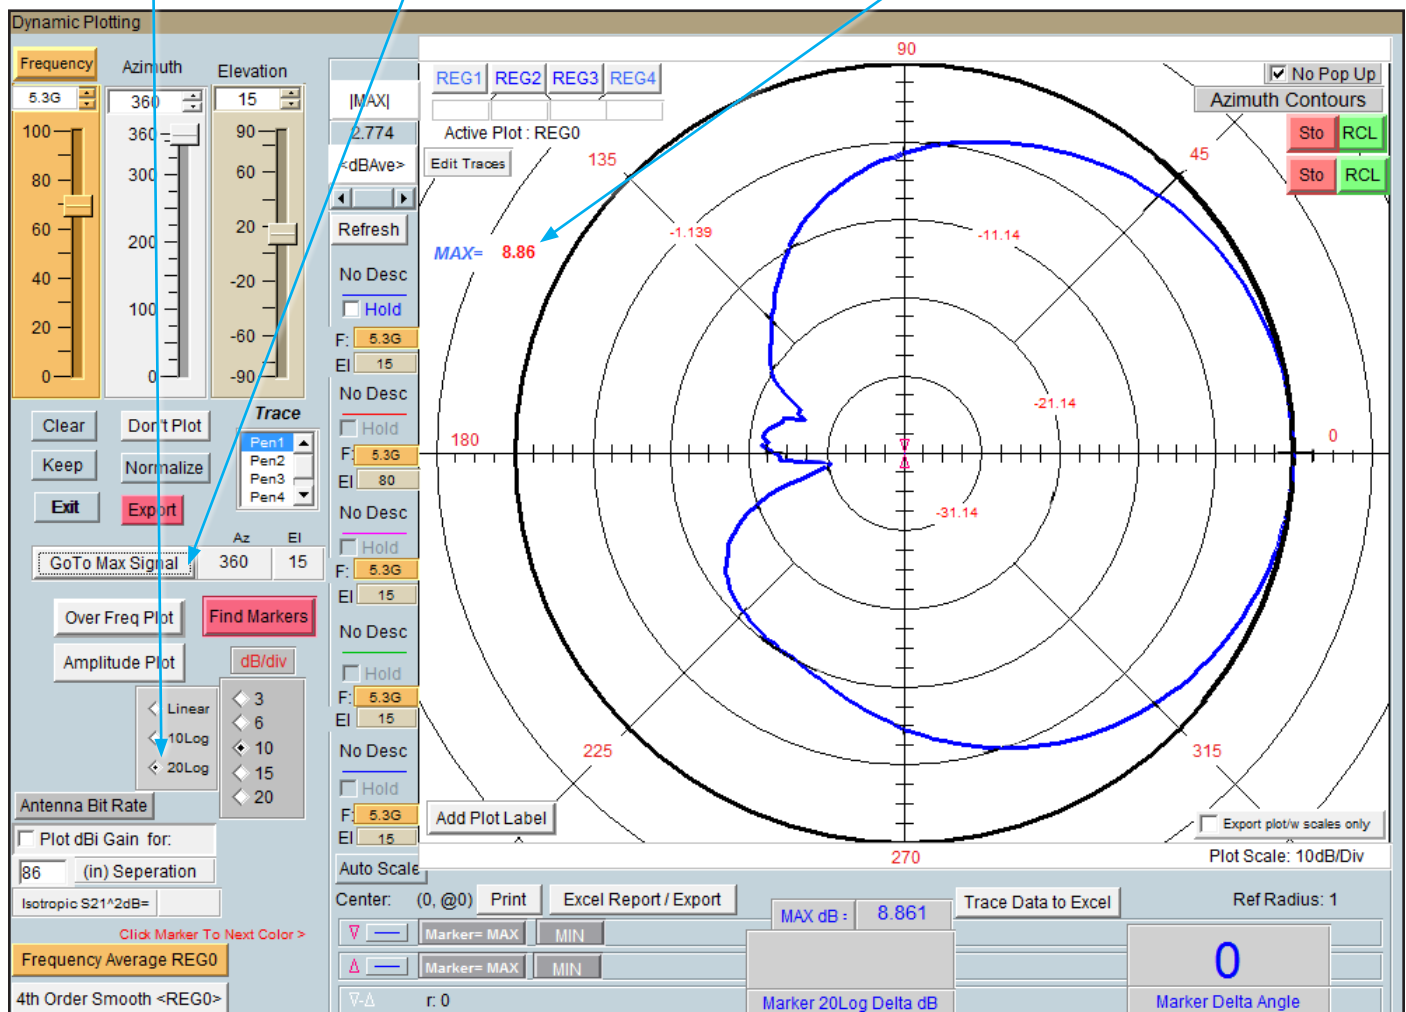 Dynamic Plotting
Frequency
Azimuth
Elevation
5.3G
360
15
100
80
60
40
20
0
360
300
200
100
0
90
60
20
-20
-60
-90
Clear
Don't Plot
Keep
Normalize
Exit
Export
Trace
Pen1
Pen2
Pen3
Pen4
Az
El
GoTo Max Signal
360
15
Over Freq Plot
Find Markers
Amplitude Plot
dB/div
Linear
10Log
20Log
3
6
10
15
20
Antenna Bit Rate
Plot dBi Gain for:
86
(in) Seperation
Isotropic S21^2dB=
Click Marker To Next Color >
Frequency Average REG0
4th Order Smooth <REG0>
|MAX|
2.774
<dBAve>
Refresh
No Desc
Hold
F: 5.3G
El 15
No Desc
Hold
F: 5.3G
El 80
No Desc
Hold
F: 5.3G
El 15
No Desc
Hold
F: 5.3G
El 15
No Desc
Hold
F: 5.3G
El 15
Auto Scale
REG1 REG2 REG3 REG4
Active Plot : REG0
Edit Traces
90
No Pop Up
Azimuth Contours
Sto RCL
Sto RCL
135
45
-1.139
-11.14
MAX= 8.86
-21.14
180
0
-31.14
225
315
Add Plot Label
Export plot/w scales only
270
Plot Scale: 10dB/Div
Center: (0, @0)
Print
Excel Report / Export
MAX dB : 8.861
Trace Data to Excel
Ref Radius: 1
Marker= MAX MIN
Marker= MAX MIN
∇-Δ r: 0
Marker 20Log Delta dB
0
Marker Delta Angle